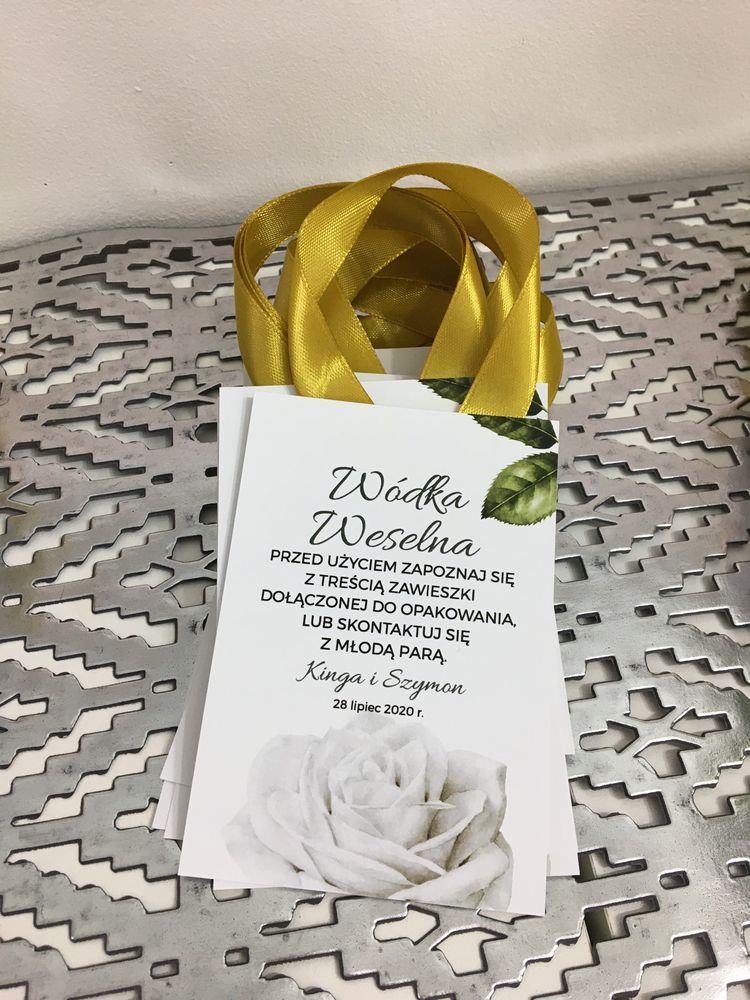 Wódka
Weselna
PRZED UŻYCIEM ZAPOZNAJ SIĘ
Z TREŚCIĄ ZAWIESZKI
DOŁĄCZONEJ DO OPAKOWANIA,
LUB SKONTAKTUJ SIĘ
Z MŁODĄ PARĄ.
Kinga i Szymon
28 lipiec 2020 r.